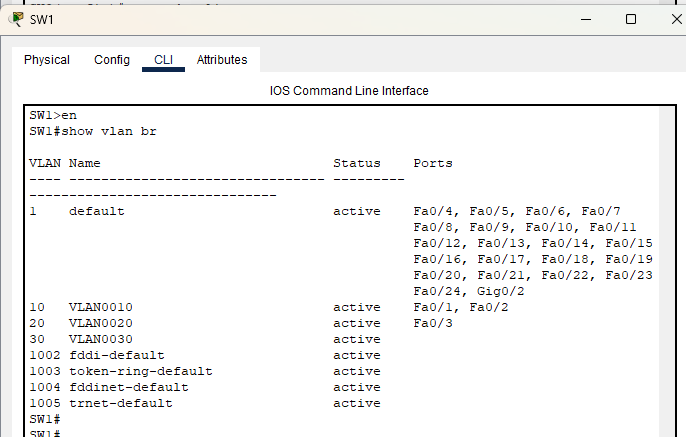 SW1
Physical Config CLI Attributes
IOS Command Line Interface
SW1>en
SW1#show vlan br
VLAN Name Status Ports
---- -------------------------------- ---------
-------------------------------
1 default active Fa0/4, Fa0/5, Fa0/6, Fa0/7
Fa0/8, Fa0/9, Fa0/10, Fa0/11
Fa0/12, Fa0/13, Fa0/14, Fa0/15
Fa0/16, Fa0/17, Fa0/18, Fa0/19
Fa0/20, Fa0/21, Fa0/22, Fa0/23
Fa0/24, Gig0/2
10 VLAN0010 active Fa0/1, Fa0/2
20 VLAN0020 active Fa0/3
30 VLAN0030 active
1002 fddi-default active
1003 token-ring-default active
1004 fddinet-default active
1005 trnet-default active
SW1#
SW1#